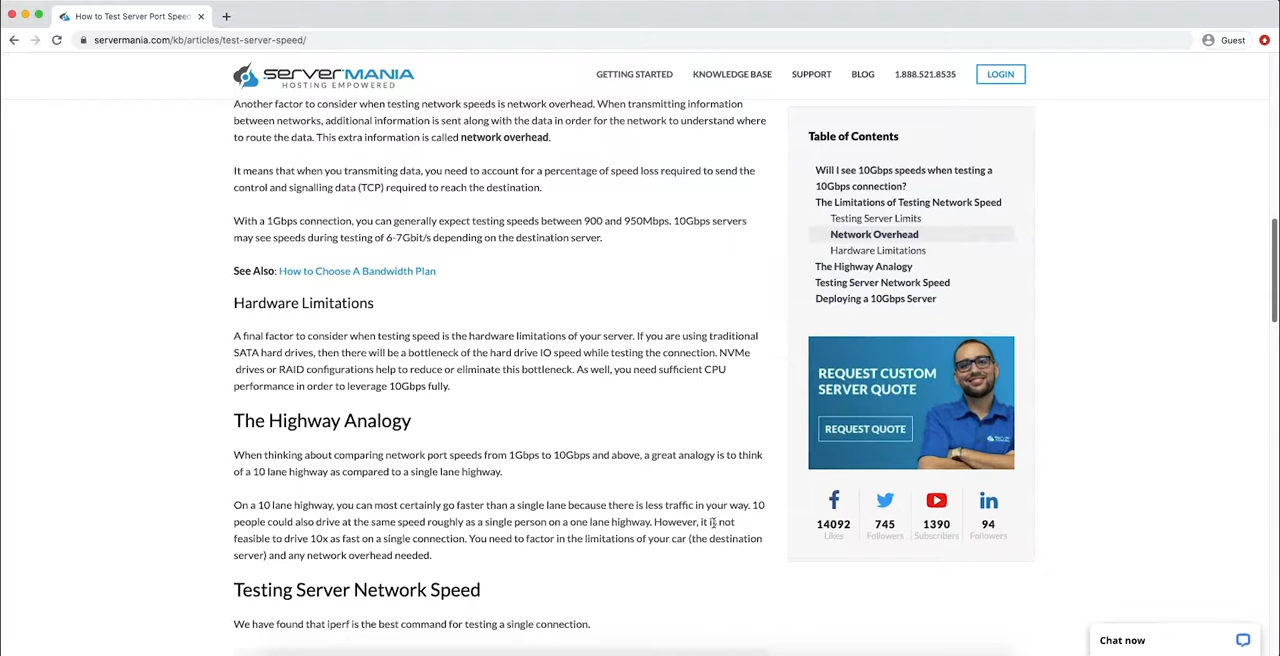 How to Test Server Port Speed
servermania.com/kb/articles/test-server-speed/
Guest
SERVERMANIA
HOSTING EMPOWERED
GETTING STARTED
KNOWLEDGE BASE
SUPPORT
BLOG
1.888.521.8535
LOGIN
Another factor to consider when testing network speeds is network overhead. When transmitting information
between networks, additional information is sent along with the data in order for the network to understand where
to route the data. This extra information is called network overhead.
It means that when you transmiting data, you need to account for a percentage of speed loss required to send the
control and signalling data (TCP) required to reach the destination.
With a 1Gbps connection, you can generally expect testing speeds between 900 and 950Mbps. 10Gbps servers
may see speeds during testing of 6-7Gbit/s depending on the destination server.
See Also: How to Choose A Bandwidth Plan
Hardware Limitations
A final factor to consider when testing speed is the hardware limitations of your server. If you are using traditional
SATA hard drives, then there will be a bottleneck of the hard drive IO speed while testing the connection. NVMe
drives or RAID configurations help to reduce or eliminate this bottleneck. As well, you need sufficient CPU
performance in order to leverage 10Gbps fully.
The Highway Analogy
When thinking about comparing network port speeds from 1Gbps to 10Gbps and above, a great analogy is to think
of a 10 lane highway as compared to a single lane highway.
On a 10 lane highway, you can most certainly go faster than a single lane because there is less traffic in your way. 10
people could also drive at the same speed roughly as a single person on a one lane highway. However, it is not
feasible to drive 10x as fast on a single connection. You need to factor in the limitations of your car (the destination
server) and any network overhead needed.
Testing Server Network Speed
We have found that iperf is the best command for testing a single connection.
Table of Contents
Will I see 10Gbps speeds when testing a
10Gbps connection?
The Limitations of Testing Network Speed
Testing Server Limits
Network Overhead
Hardware Limitations
The Highway Analogy
Testing Server Network Speed
Deploying a 10Gbps Server
REQUEST CUSTOM
SERVER QUOTE
REQUEST QUOTE
14092
Likes
745
Followers
1390
Subscribers
94
Followers
Chat now